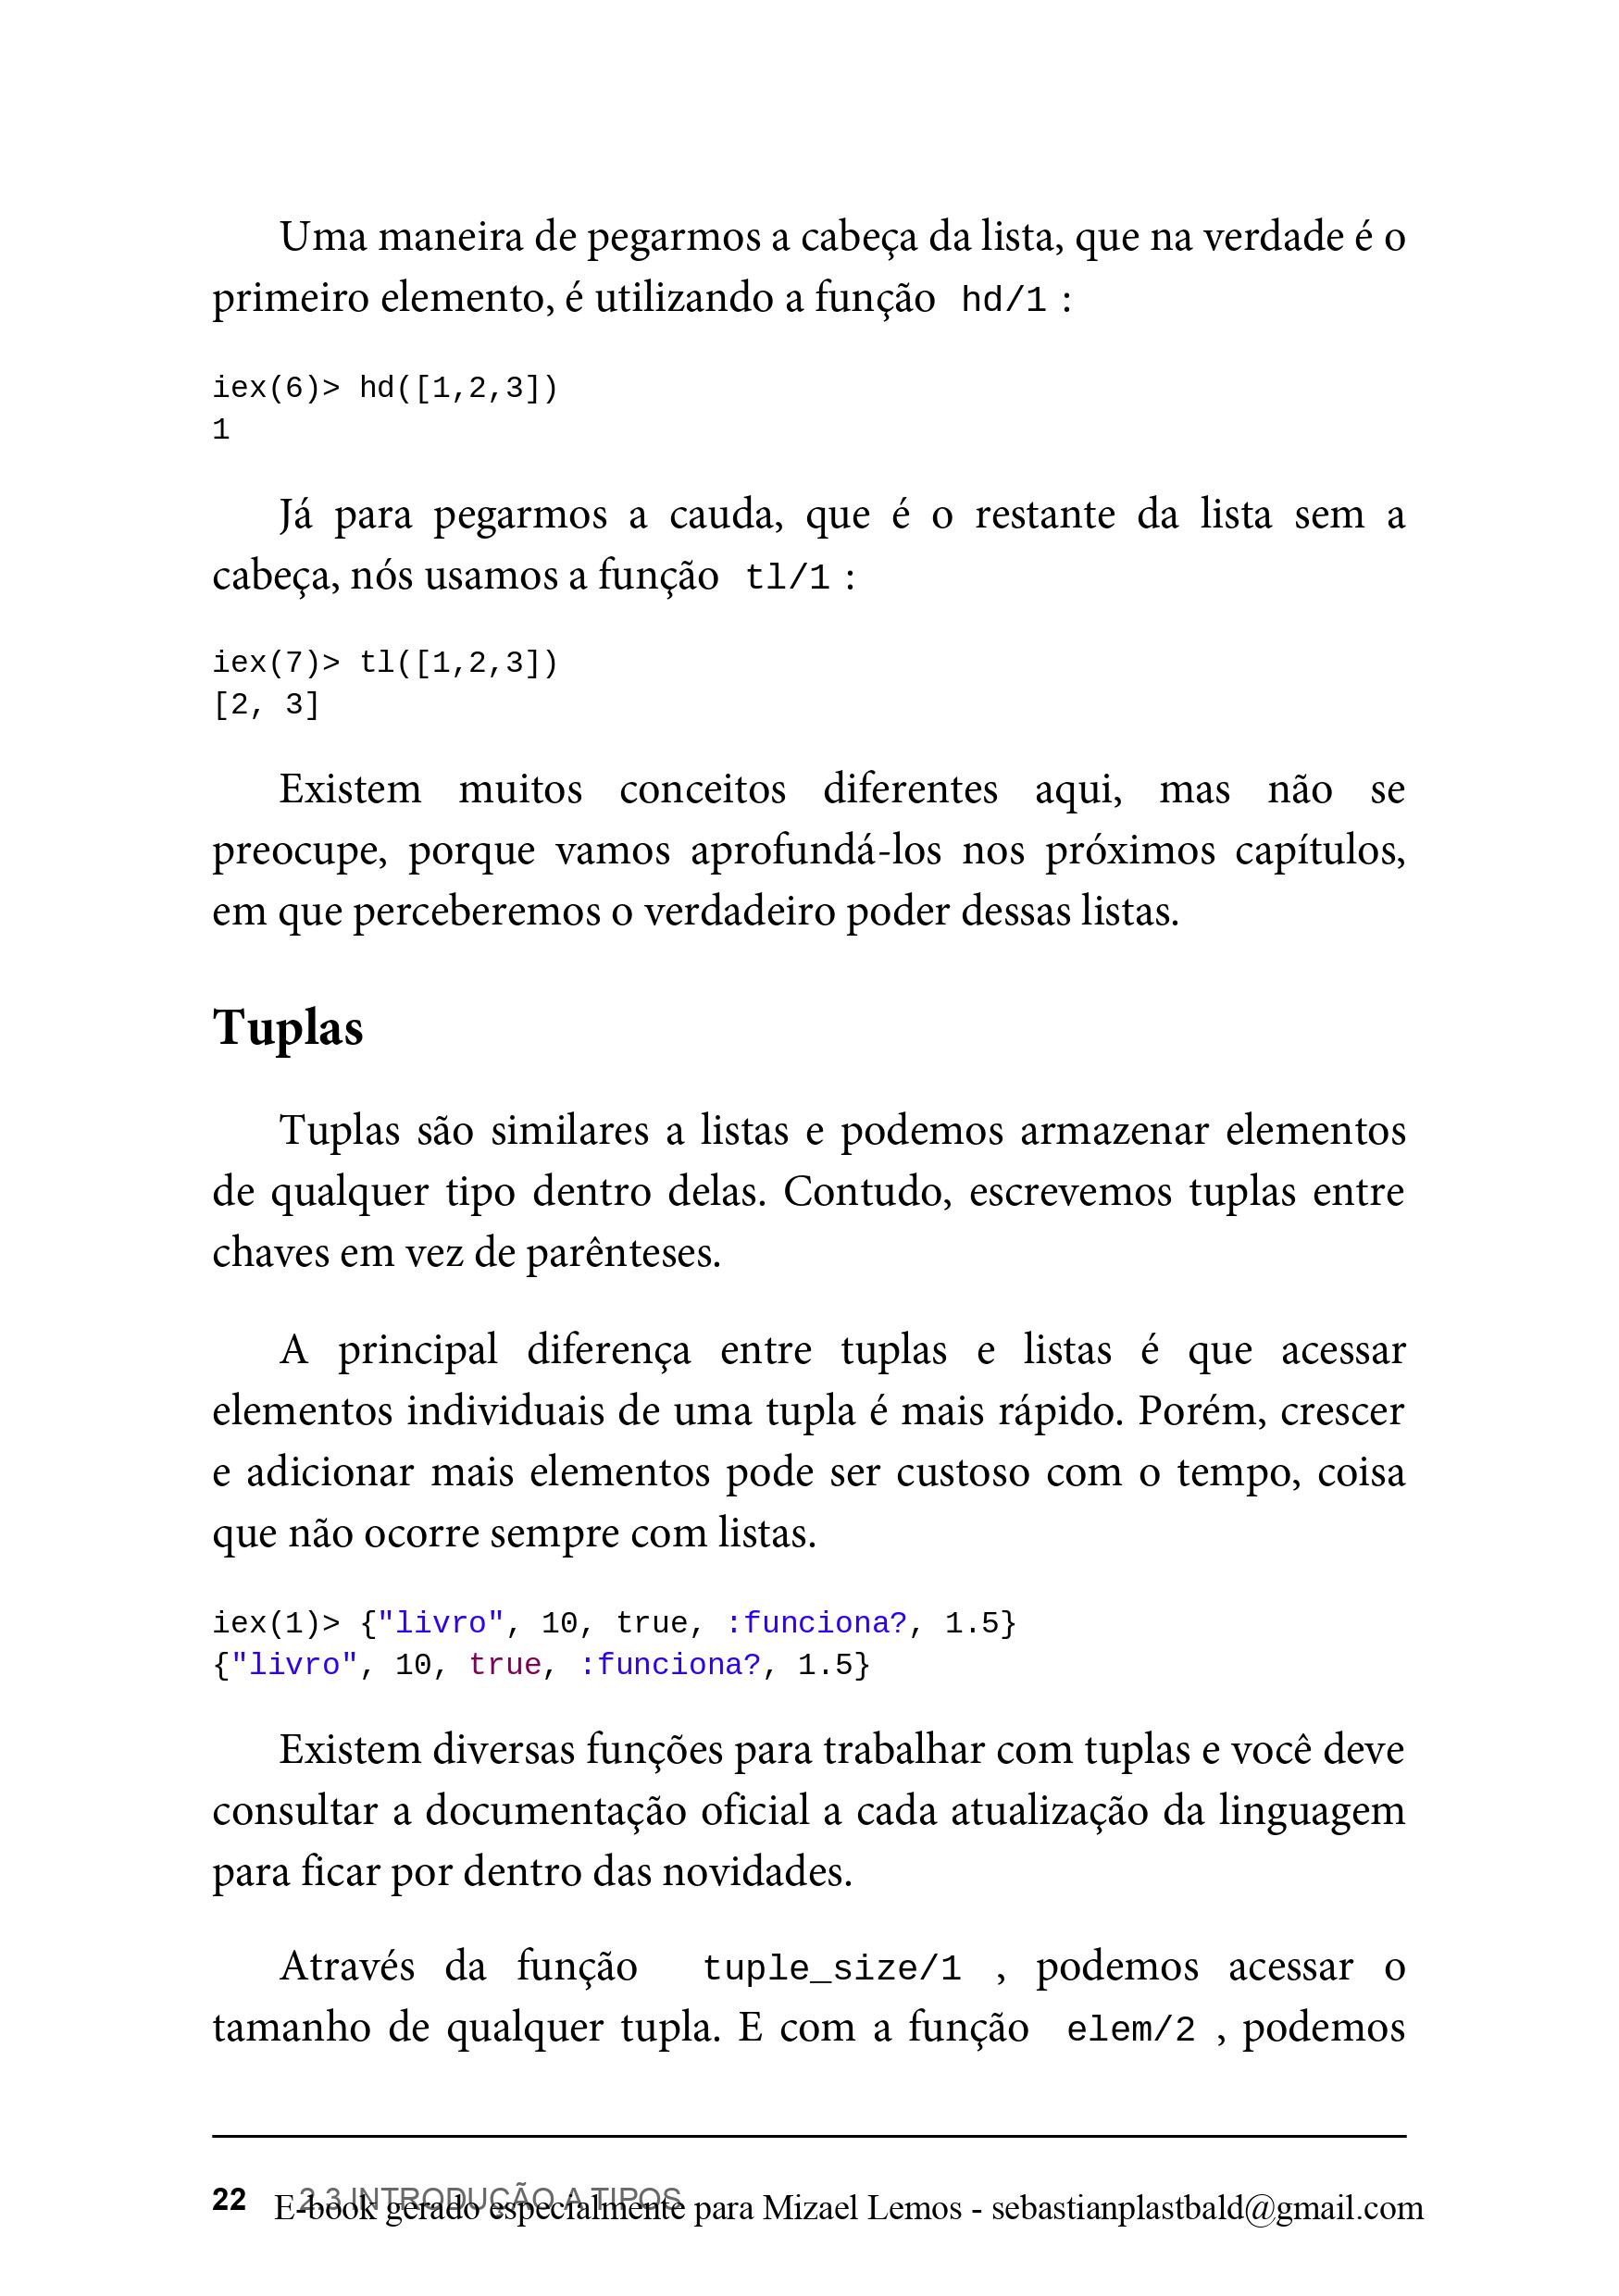 Uma maneira de pegarmos a cabeça da lista, que na verdade é o
primeiro elemento, é utilizando a função hd/1 :
iex(6)> hd([1,2,3])
1
Já para pegarmos a cauda, que é o restante da lista sem a
cabeça, nós usamos a função tl/1 :
iex(7)> tl([1,2,3])
[2, 3]
Existem muitos conceitos diferentes aqui, mas não se
preocupe, porque vamos aprofundá-los nos próximos capítulos,
em que perceberemos o verdadeiro poder dessas listas.
Tuplas
Tuplas são similares a listas e podemos armazenar elementos
de qualquer tipo dentro delas. Contudo, escrevemos tuplas entre
chaves em vez de parênteses.
A principal diferença entre tuplas e listas é que acessar
elementos individuais de uma tupla é mais rápido. Porém, crescer
e adicionar mais elementos pode ser custoso com o tempo, coisa
que não ocorre sempre com listas.
iex(1)> {"livro", 10, true, :funciona?, 1.5}
{"livro", 10, true, :funciona?, 1.5}
Existem diversas funções para trabalhar com tuplas e você deve
consultar a documentação oficial a cada atualização da linguagem
para ficar por dentro das novidades.
Através da função tuple_size/1 , podemos acessar o
tamanho de qualquer tupla. E com a função elem/2 , podemos
22 2.3 INTRODUÇÃO A TIPOS
E-book gerado especialmente para Mizael Lemos - sebastianplastbald@gmail.com